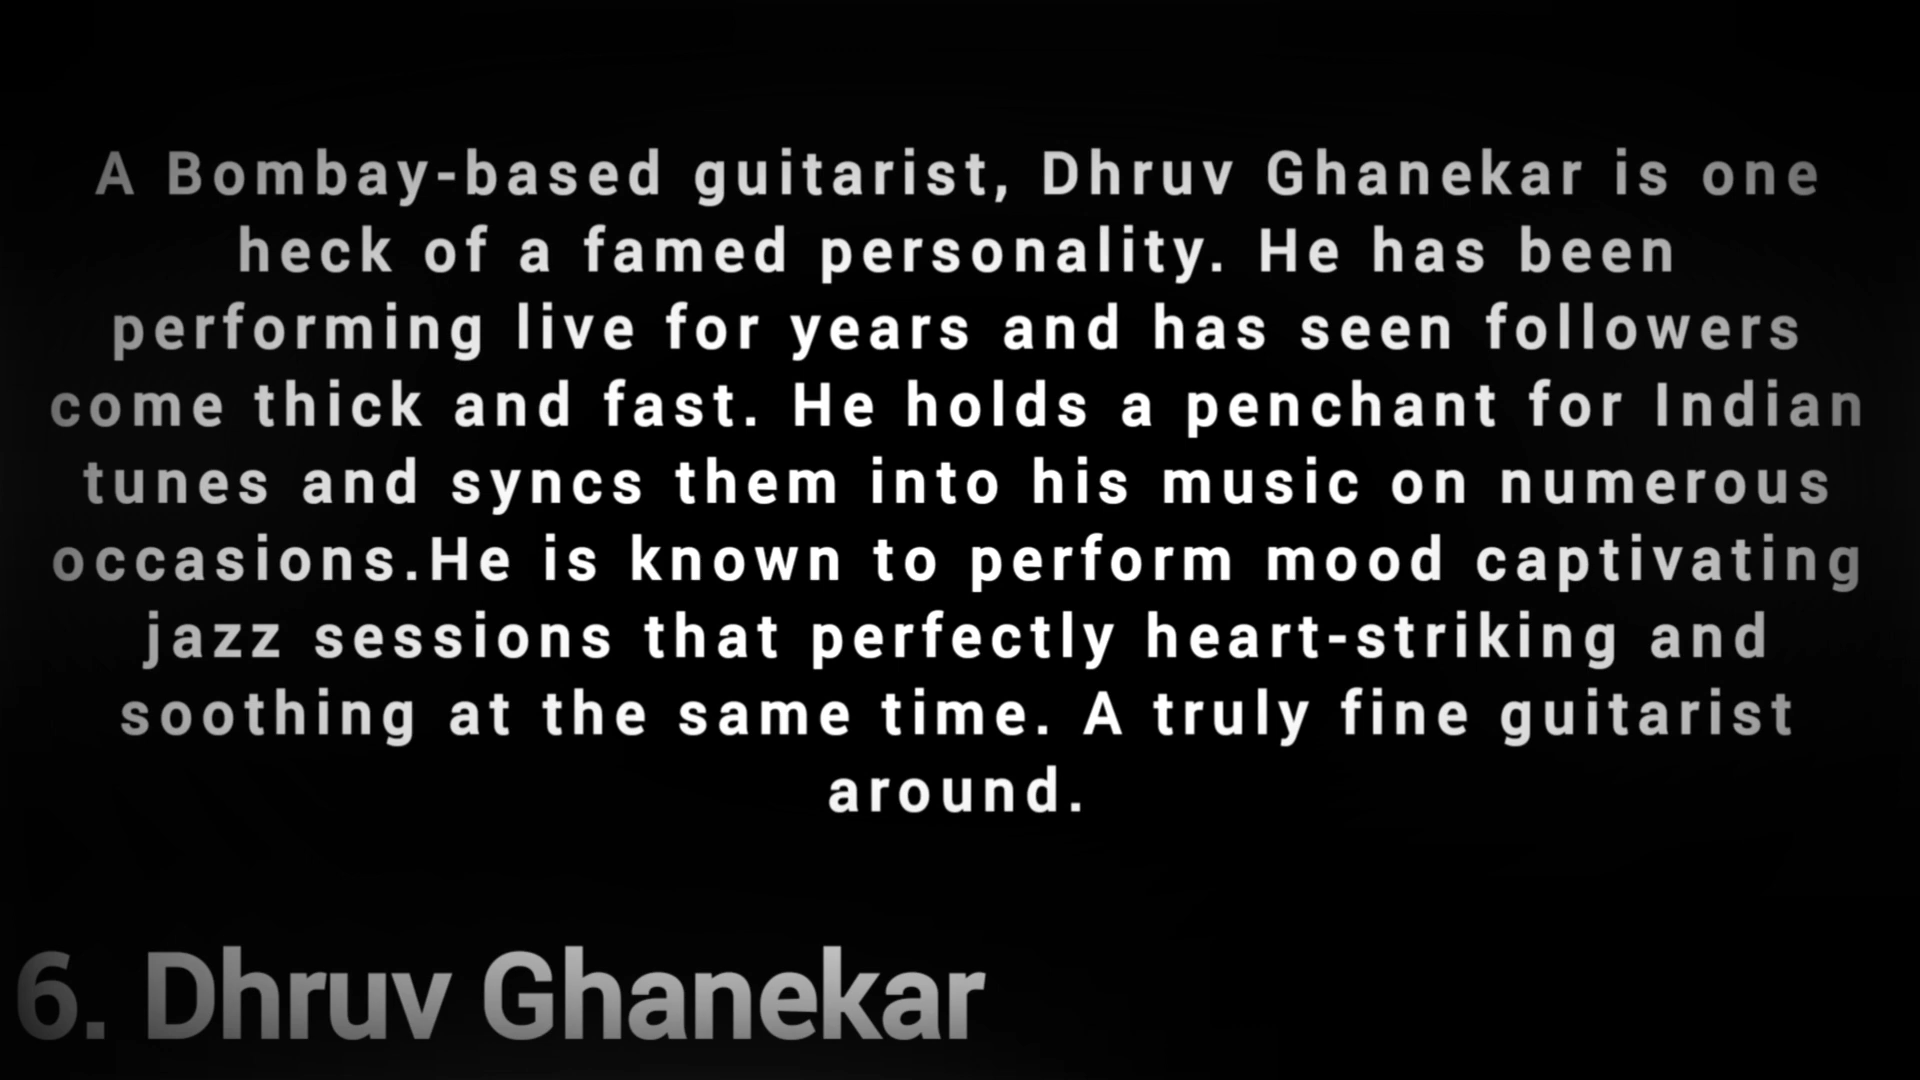 A Bombay-based guitarist, Dhruv Ghanekar is one
heck of a famed personality. He has been
performing live for years and has seen followers
come thick and fast. He holds a penchant for Indian
tunes and syncs them into his music on numerous
occasions.He is known to perform mood captivating
jazz sessions that perfectly heart-striking and
soothing at the same time. A truly fine guitarist
around.
6. Dhruv Ghanekar